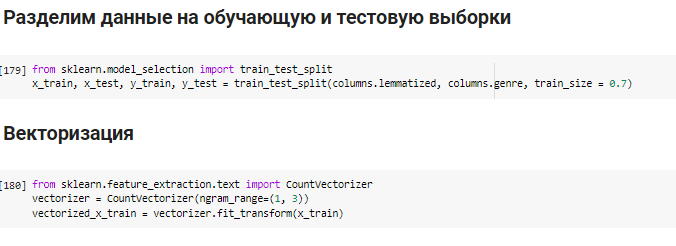 Разделим данные на обучающую и тестовую выборки
[179] from sklearn.model_selection import train_test_split
x_train, x_test, y_train, y_test = train_test_split(columns.lemmatized, columns.genre, train_size = 0.7)
Векторизация
[180] from sklearn.feature_extraction.text import CountVectorizer
vectorizer = CountVectorizer(ngram_range=(1, 3))
vectorized_x_train = vectorizer.fit_transform(x_train)